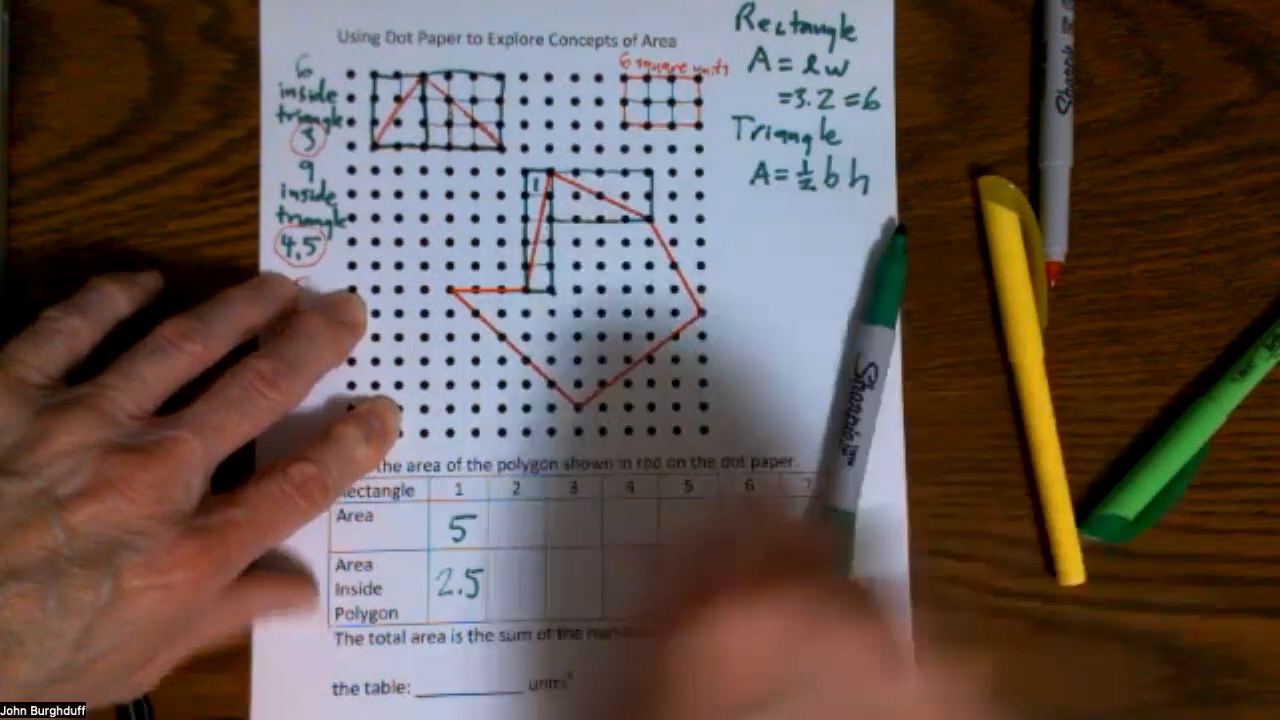 Using Dot Paper to Explore Concepts of Area
6
inside
triangle
3
9
inside
triangle
4.5
6 square units
Rectangle
A = lw
=3.2 =6
Triangle
A = ½ b h
1
Sharpie
Sharpie
the area of the polygon shown in red on the dot paper.
Rectangle 1 2 3 4 5 6 7
Area 5
Area
Inside
Polygon 2.5
The total area is the sum of the
the table: ________ units²
John Burghduff